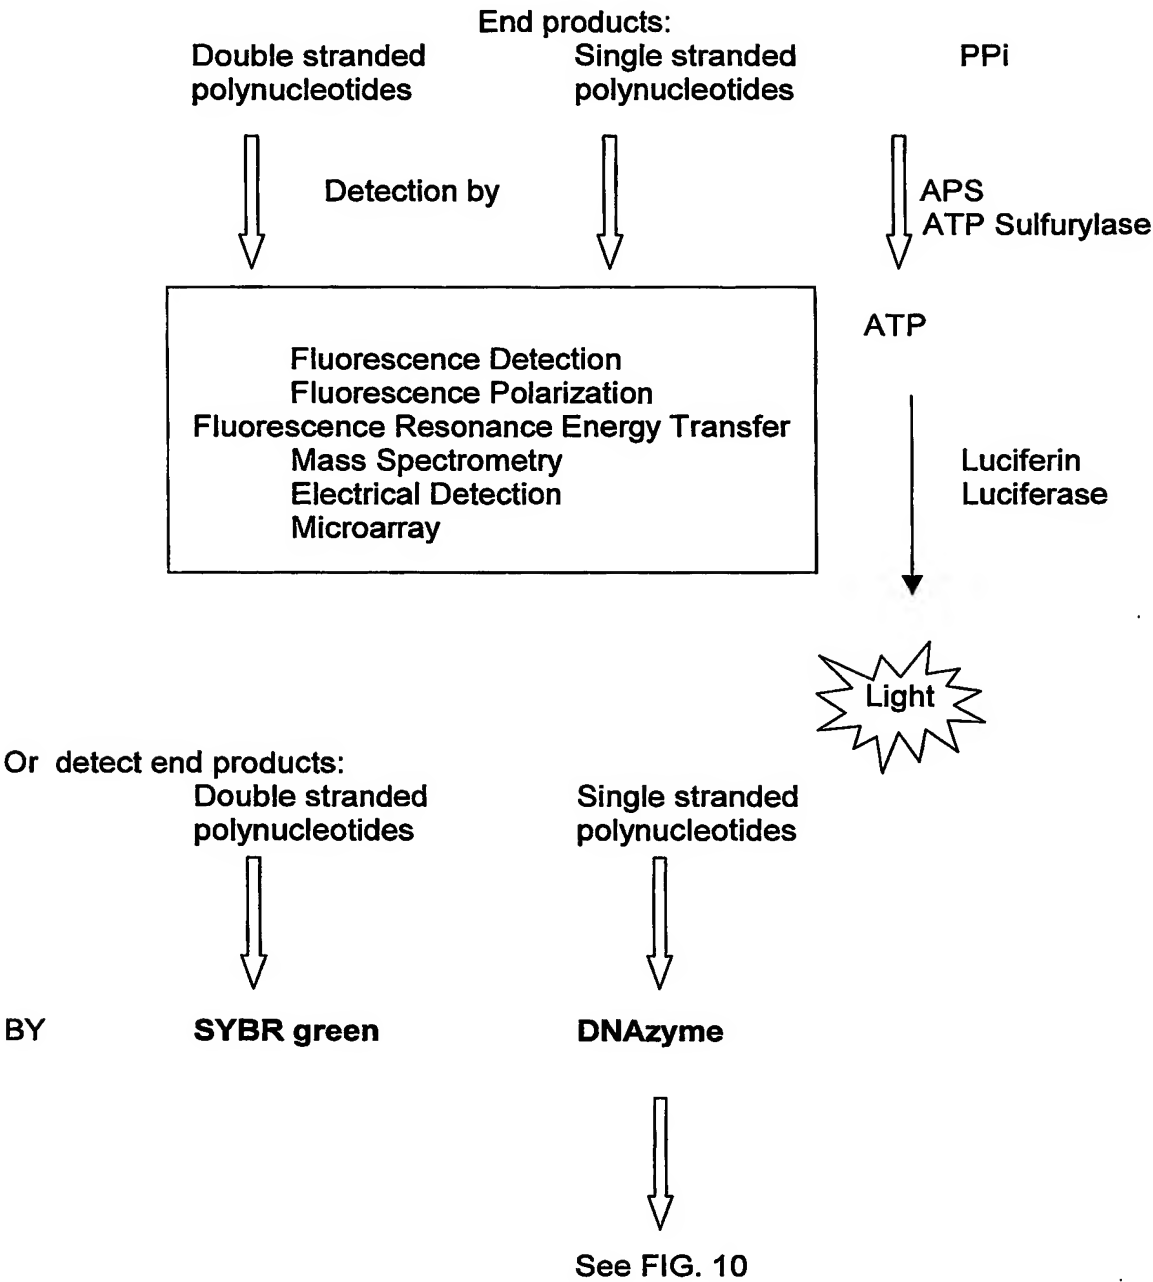 End products:
Double stranded
polynucleotides
Single stranded
polynucleotides
PPi
Detection by
APS
ATP Sulfurylase
Fluorescence Detection
Fluorescence Polarization
Fluorescence Resonance Energy Transfer
Mass Spectrometry
Electrical Detection
Microarray
ATP
Luciferin
Luciferase
Light
Or detect end products:
Double stranded
polynucleotides
Single stranded
polynucleotides
BY
SYBR green
DNAzyme
See FIG. 10